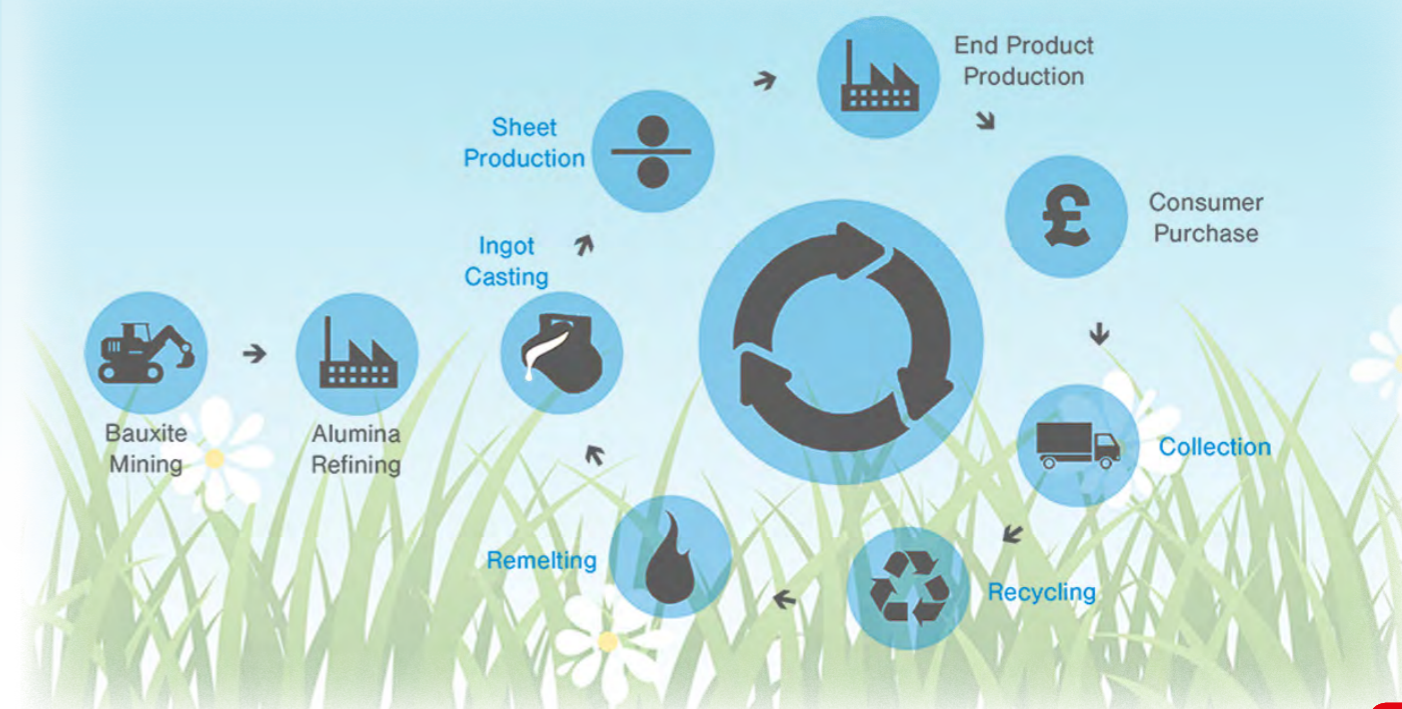 End Product
Production
Sheet
Production
Consumer
Purchase
Ingot
Casting
Bauxite
Mining
Alumina
Refining
Collection
Remelting
Recycling
£